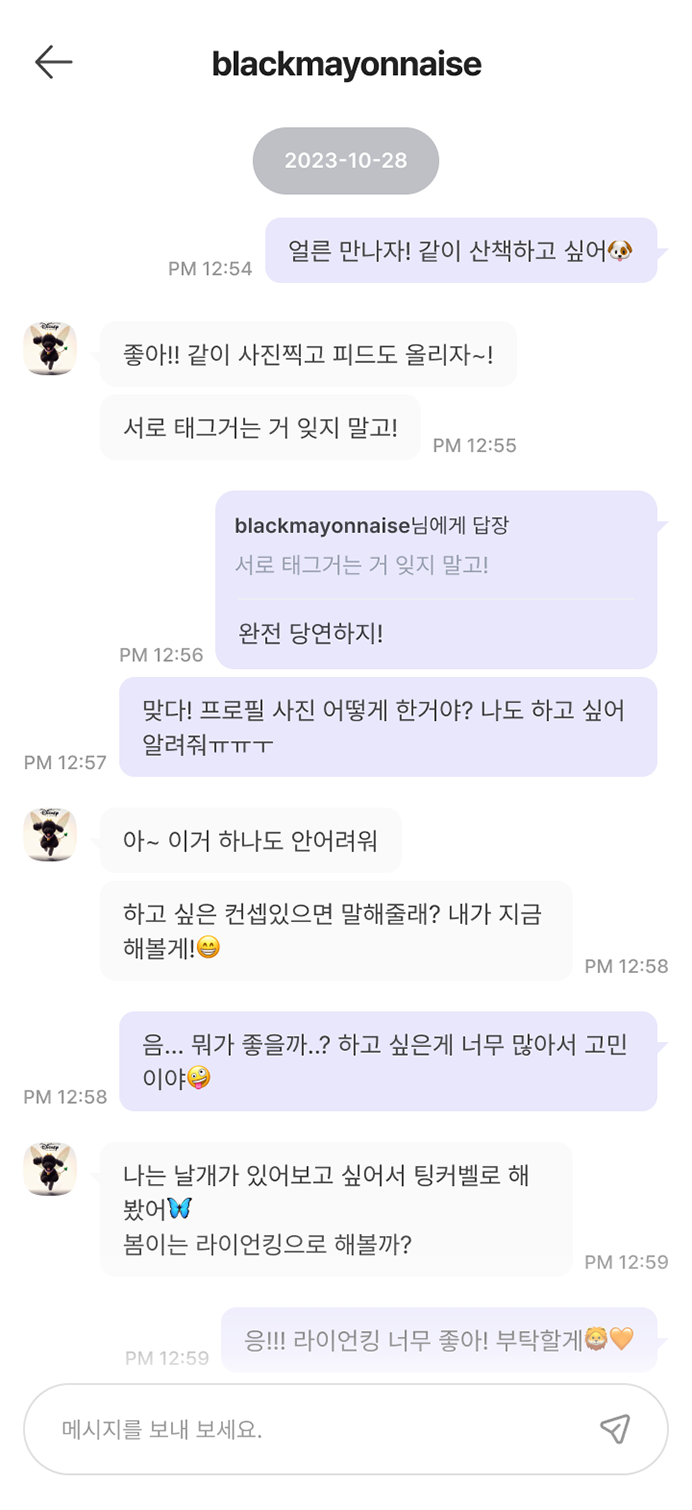 blackmayonnaise
2023-10-28
얼른 만나자! 같이 산책하고 싶어🐶
PM 12:54
Disney
좋아!! 같이 사진찍고 피드도 올리자~!
서로 태그거는 거 잊지 말고!
PM 12:55
blackmayonnaise님에게 답장
서로 태그거는 거 잊지 말고!
완전 당연하지!
PM 12:56
맞다! 프로필 사진 어떻게 한거야? 나도 하고 싶어
알려줘ㅠㅠㅜ
PM 12:57
Disney
아~ 이거 하나도 안어려워
하고 싶은 컨셉있으면 말해줄래? 내가 지금
해볼게!😁
PM 12:58
음... 뭐가 좋을까..? 하고 싶은게 너무 많아서 고민
이야🤪
PM 12:58
Disney
나는 날개가 있어보고 싶어서 팅커벨로 해
봤어🦋
봄이는 라이언킹으로 해볼까?
PM 12:59
응!!! 라이언킹 너무 좋아! 부탁할게🦁🧡
PM 12:59
메시지를 보내 보세요.